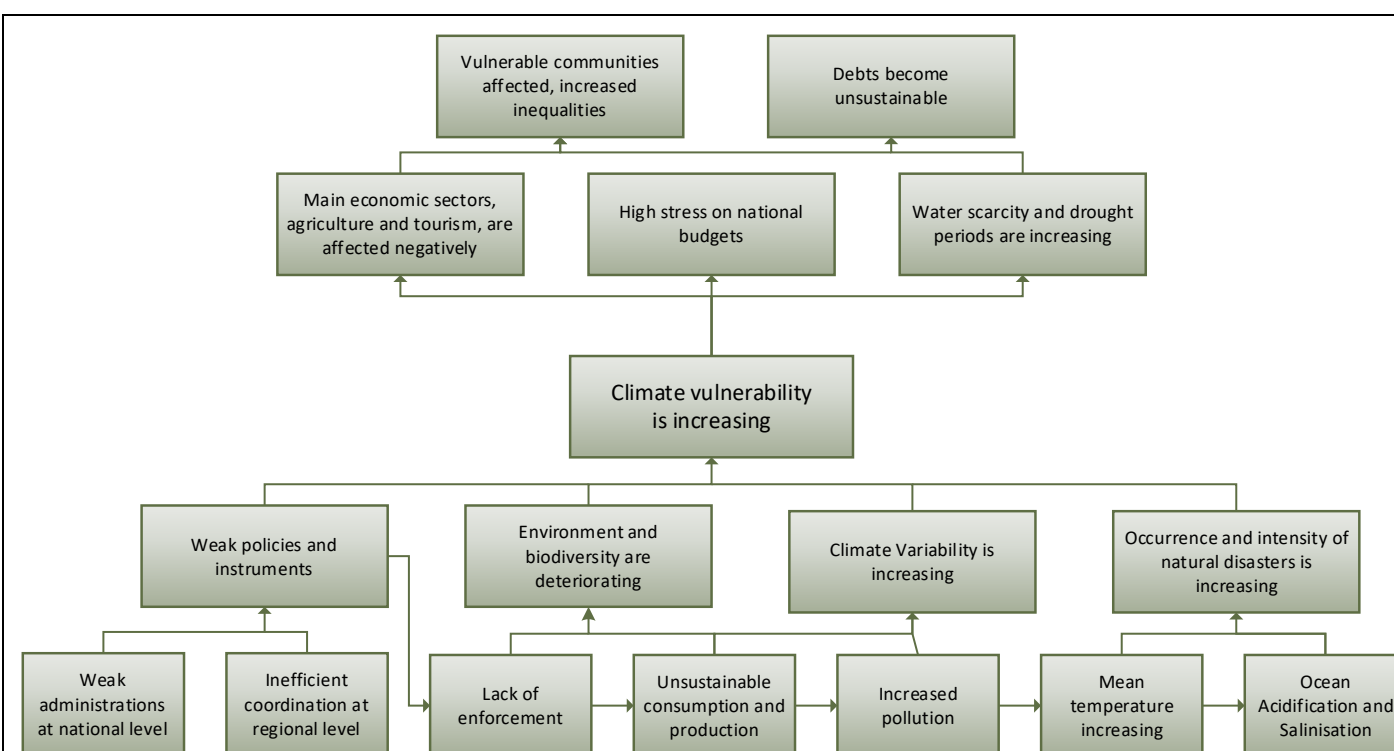 Vulnerable communities
affected, increased
inequalities
Debts become
unsustainable
Main economic sectors,
agriculture and tourism, are
affected negatively
High stress on national
budgets
Water scarcity and drought
periods are increasing
Climate vulnerability
is increasing
Weak policies and
instruments
Environment and
biodiversity are
deteriorating
Climate Variability is
increasing
Occurrence and intensity of
natural disasters is
increasing
Weak
administrations
at national level
Inefficient
coordination at
regional level
Lack of
enforcement
Unsustainable
consumption and
production
Increased
pollution
Mean
temperature
increasing
Ocean
Acidification and
Salinisation